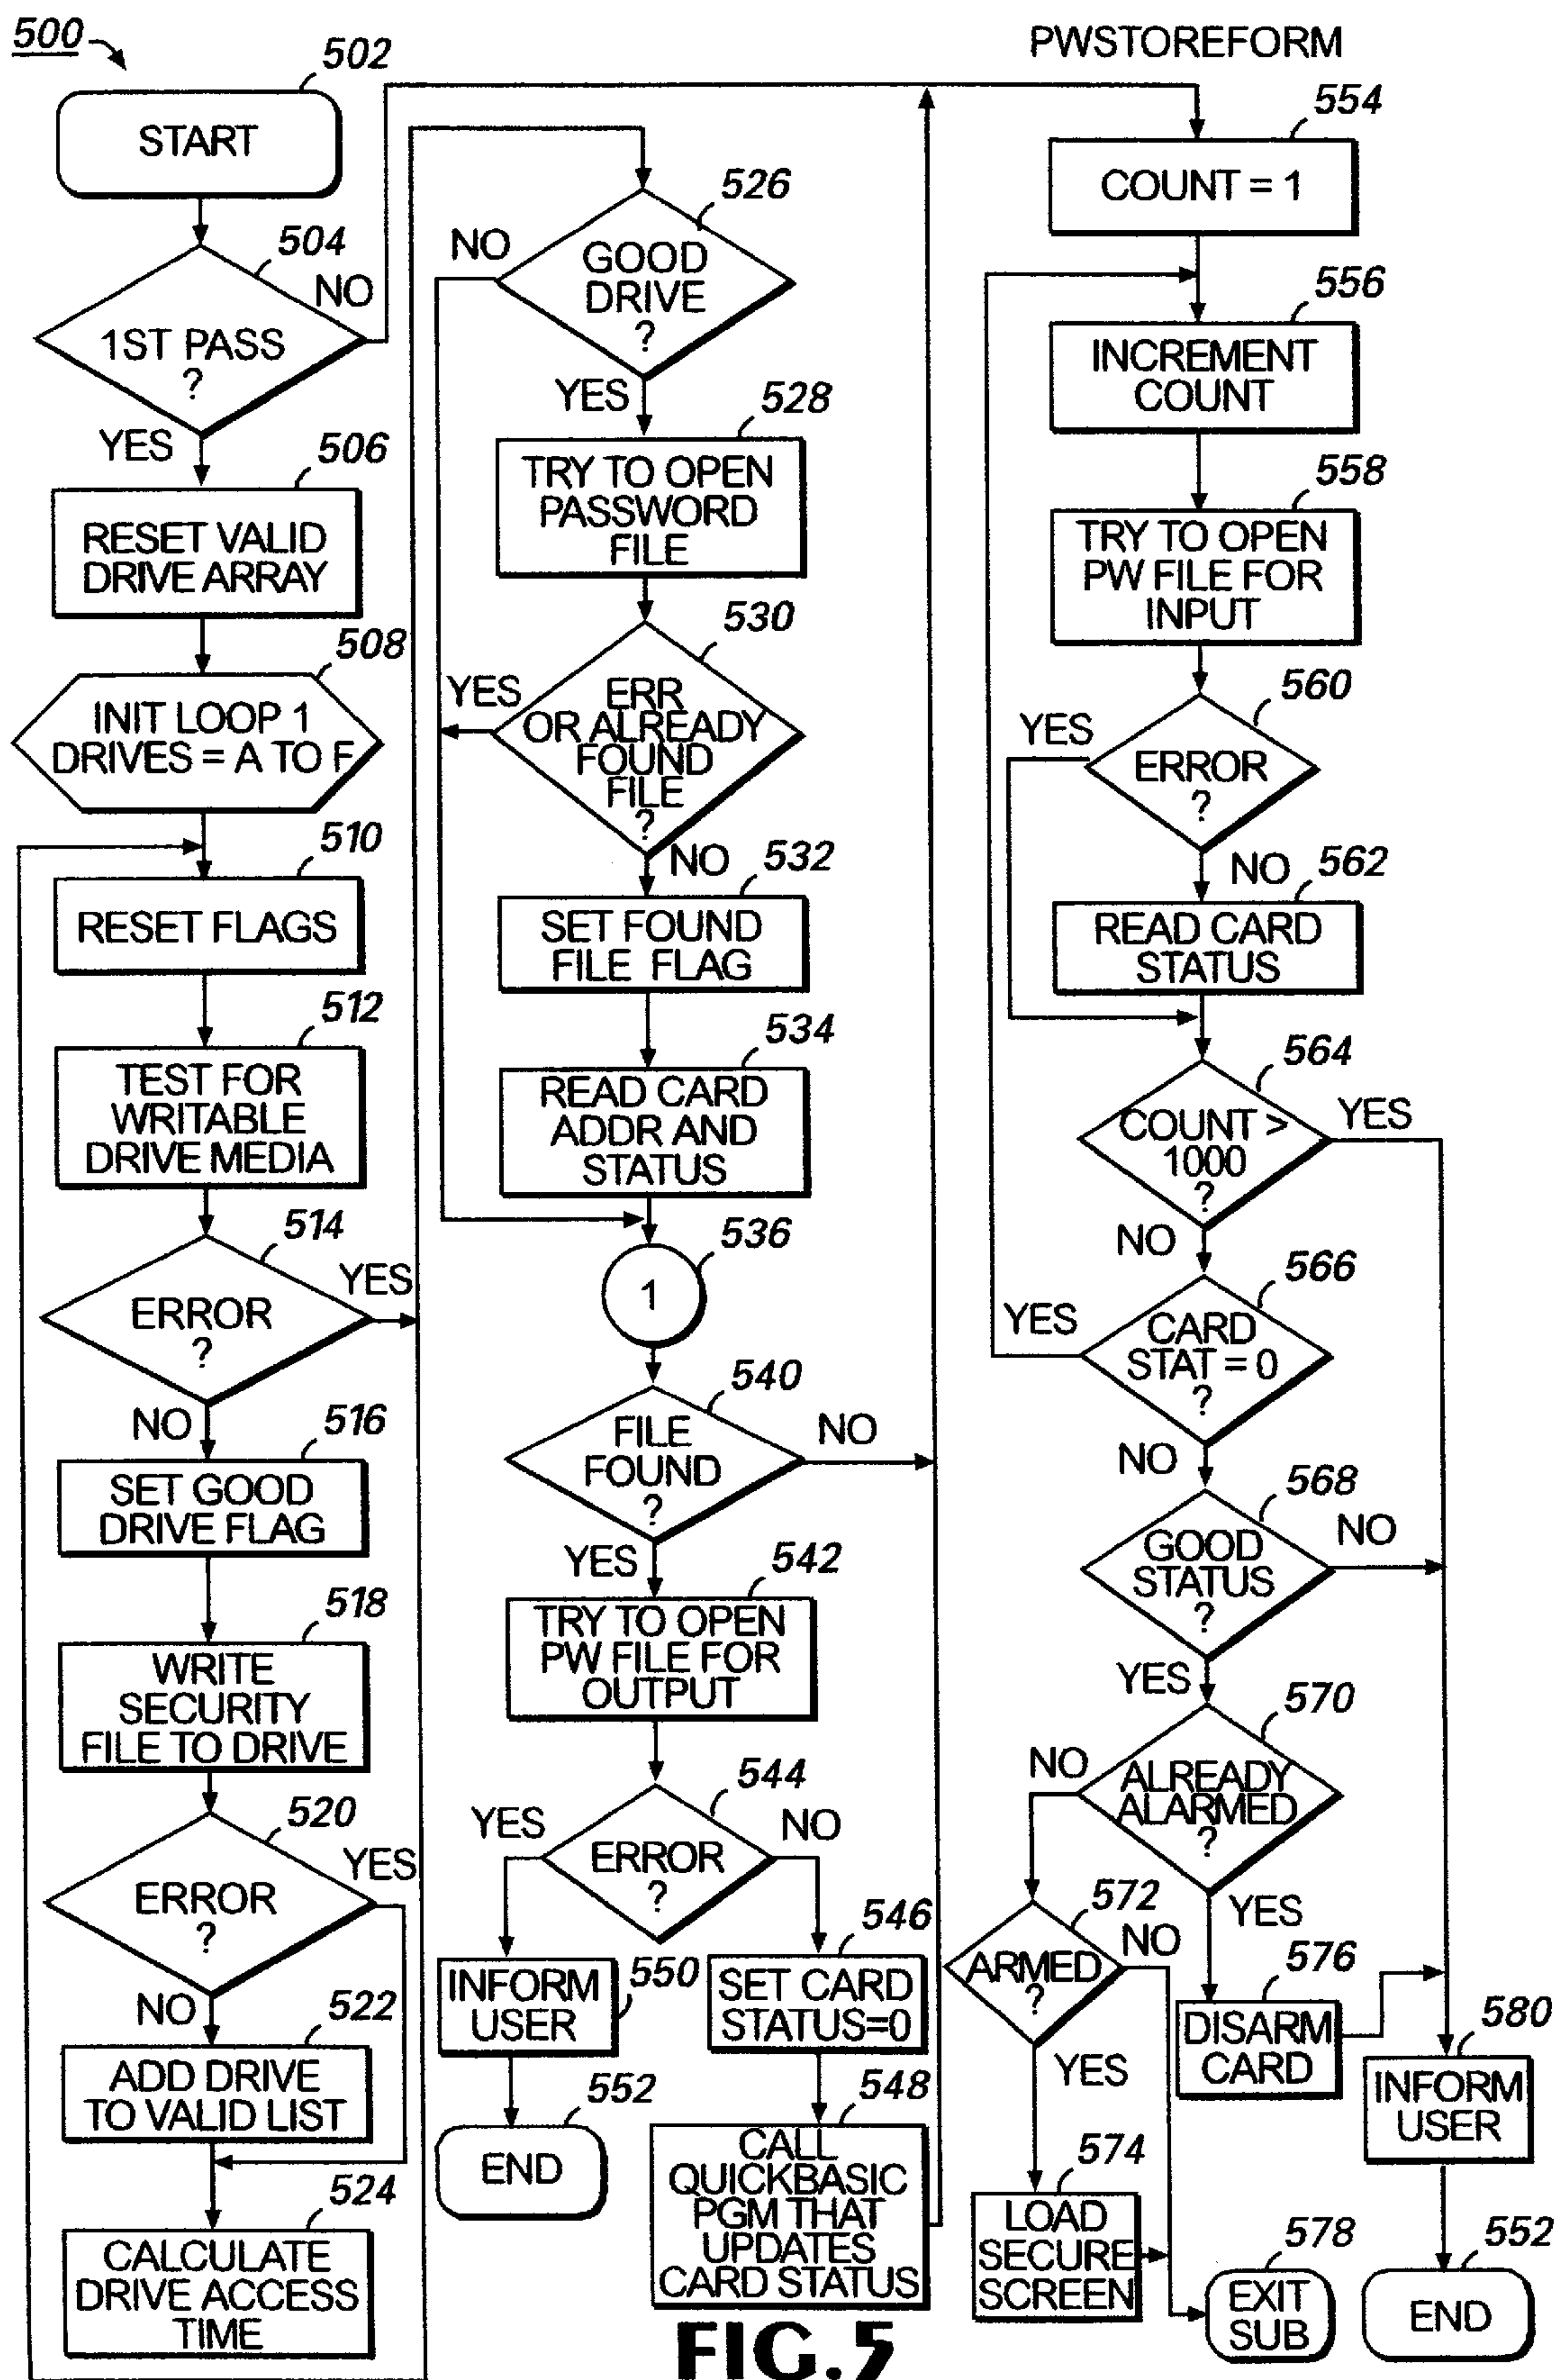 500
PWSTOREFORM
502
START
504
NO
1ST PASS
?
YES
506
RESET VALID
DRIVE ARRAY
508
INIT LOOP 1
DRIVES = A TO F
510
RESET FLAGS
512
TEST FOR
WRITABLE
DRIVE MEDIA
514
YES
ERROR
?
NO
516
SET GOOD
DRIVE FLAG
518
WRITE
SECURITY
FILE TO DRIVE
520
YES
ERROR
?
NO
522
ADD DRIVE
TO VALID LIST
524
CALCULATE
DRIVE ACCESS
TIME
526
NO
GOOD
DRIVE
?
YES
528
TRY TO OPEN
PASSWORD
FILE
530
YES
ERR
OR ALREADY
FOUND
FILE
?
NO
532
SET FOUND
FILE FLAG
534
READ CARD
ADDR AND
STATUS
536
1
540
FILE
FOUND
?
NO
YES
542
TRY TO OPEN
PW FILE FOR
OUTPUT
544
YES
NO
ERROR
?
546
INFORM
USER
550
SET CARD
STATUS=0
552
END
548
CALL
QUICKBASIC
PGM THAT
UPDATES
CARD STATUS
554
COUNT = 1
556
INCREMENT
COUNT
558
TRY TO OPEN
PW FILE FOR
INPUT
560
YES
ERROR
?
NO
562
READ CARD
STATUS
564
COUNT >
1000
?
YES
NO
566
YES
CARD
STAT = 0
?
NO
568
GOOD
STATUS
?
NO
YES
570
NO
ALREADY
ALARMED
?
YES
572
NO
ARMED
?
YES
576
DISARM
CARD
580
INFORM
USER
574
LOAD
SECURE
SCREEN
578
EXIT
SUB
552
END
FIG.5